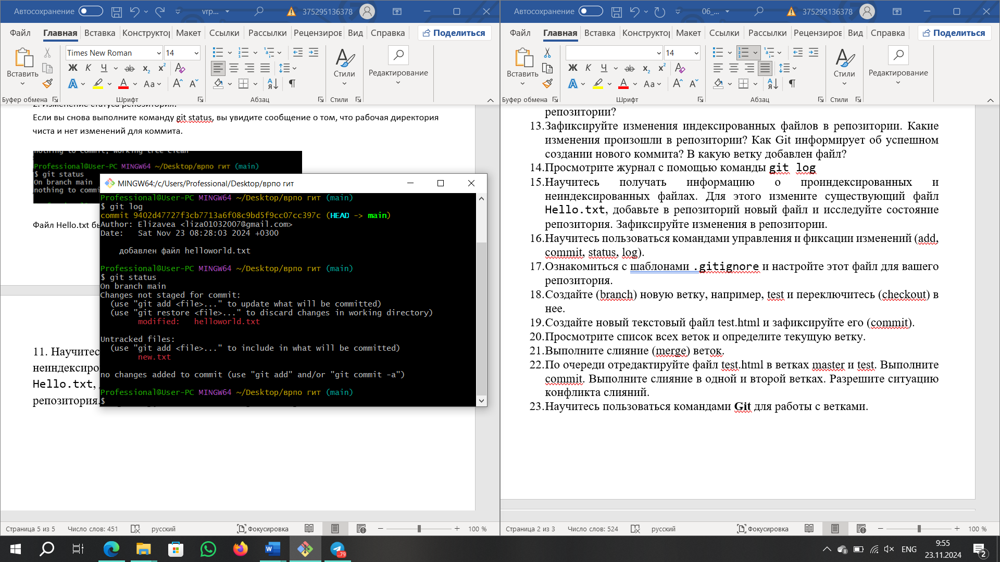 Автосохранение
vrp...
375295136378
Файл Главная Вставка Конструктор Макет Ссылки Рассылки Рецензиров Вид Справка Поделиться
Times New Roman 14
Вставить
Стили
Редактирование
Буфер обмена Шрифт Абзац Стили
2. Изменение статуса репозитория.
Если вы снова выполните команду git status, вы увидите сообщение о том, что рабочая директория
чиста и нет изменений для коммита.
nothing to commit, working tree clean
Professional@User-PC MINGW64 ~/Desktop/врпо гит (main)
$ git status
On branch main
nothing to commi
Файл Hello.txt бы
11. Научитес
неиндексиро
Hello.txt,
репозитория.
MINGW64:/c/Users/Professional/Desktop/врпо гит
Professional@User-PC MINGW64 ~/Desktop/врпо гит (main)
$ git log
commit 9402d47727f3cb7713a6f08c9bd5f9cc07cc397c (HEAD -> main)
Author: Elizavea <liza01032007@gmail.com>
Date:   Sat Nov 23 08:28:03 2024 +0300
добавлен файл helloworld.txt
Professional@User-PC MINGW64 ~/Desktop/врпо гит (main)
$ git status
On branch main
Changes not staged for commit:
(use "git add <file>..." to update what will be committed)
(use "git restore <file>..." to discard changes in working directory)
modified:   helloworld.txt
Untracked files:
(use "git add <file>..." to include in what will be committed)
new.txt
no changes added to commit (use "git add" and/or "git commit -a")
Professional@User-PC MINGW64 ~/Desktop/врпо гит (main)
$
Страница 5 из 5 Число слов: 451 русский Фокусировка 100 %
Автосохранение
06_...
375295136378
Файл Главная Вставка Конструктор Макет Ссылки Рассылки Рецензиров Вид Справка Поделиться
14
Вставить
Стили
Редактирование
Буфер обмена Шрифт Абзац Стили
репозитории?
13.Зафиксируйте изменения индексированных файлов в репозитории. Какие
изменения произошли в репозитории? Как Git информирует об успешном
создании нового коммита? В какую ветку добавлен файл?
14.Просмотрите журнал с помощью команды git log
15.Научитесь получать информацию о проиндексированных и
неиндексированных файлах. Для этого измените существующий файл
Hello.txt, добавьте в репозиторий новый файл и исследуйте состояние
репозитория. Зафиксируйте изменения в репозитории.
16.Научитесь пользоваться командами управления и фиксации изменений (add,
commit, status, log).
17.Ознакомиться с шаблонами .gitignore и настройте этот файл для вашего
репозитория.
18.Создайте (branch) новую ветку, например, test и переключитесь (checkout) в
нее.
19.Создайте новый текстовый файл test.html и зафиксируйте его (commit).
20.Просмотрите список всех веток и определите текущую ветку.
21.Выполните слияние (merge) веток.
22.По очереди отредактируйте файл test.html в ветках master и test. Выполните
commit. Выполните слияние в одной и второй ветках. Разрешите ситуацию
конфликта слияний.
23.Научитесь пользоваться командами Git для работы с ветками.
Страница 2 из 3 Число слов: 524 русский Фокусировка 100 %
..79
ENG
9:55
23.11.2024
2